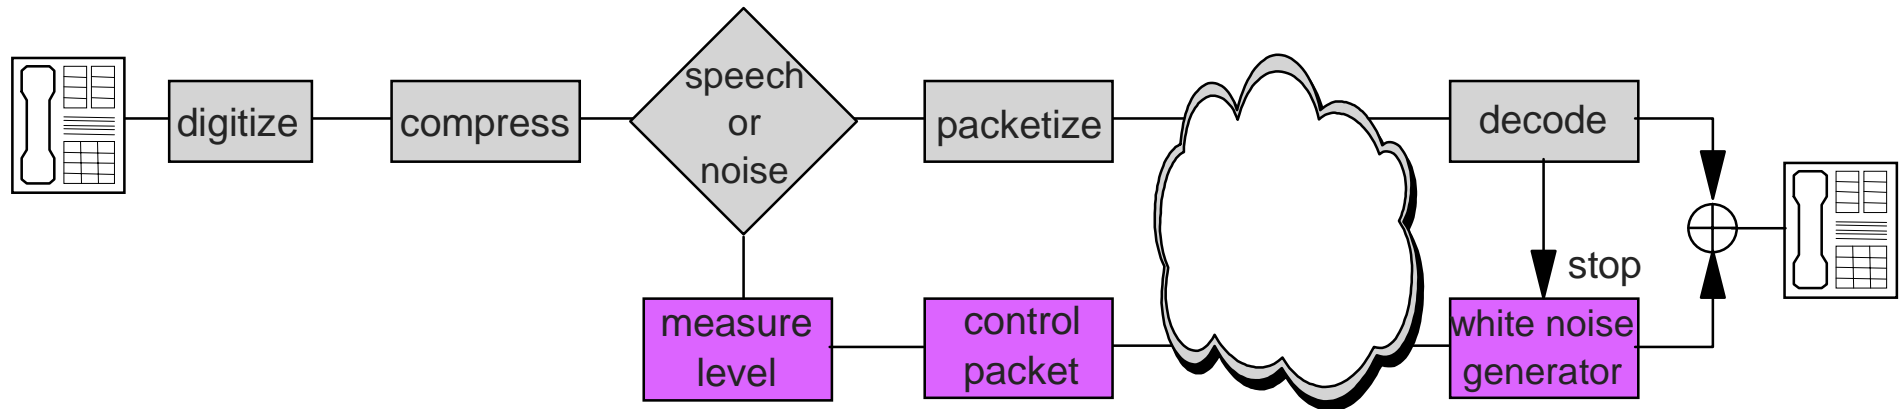 digitize
compress
speech
or
noise
packetize
decode
stop
measure
level
control
packet
white noise
generator